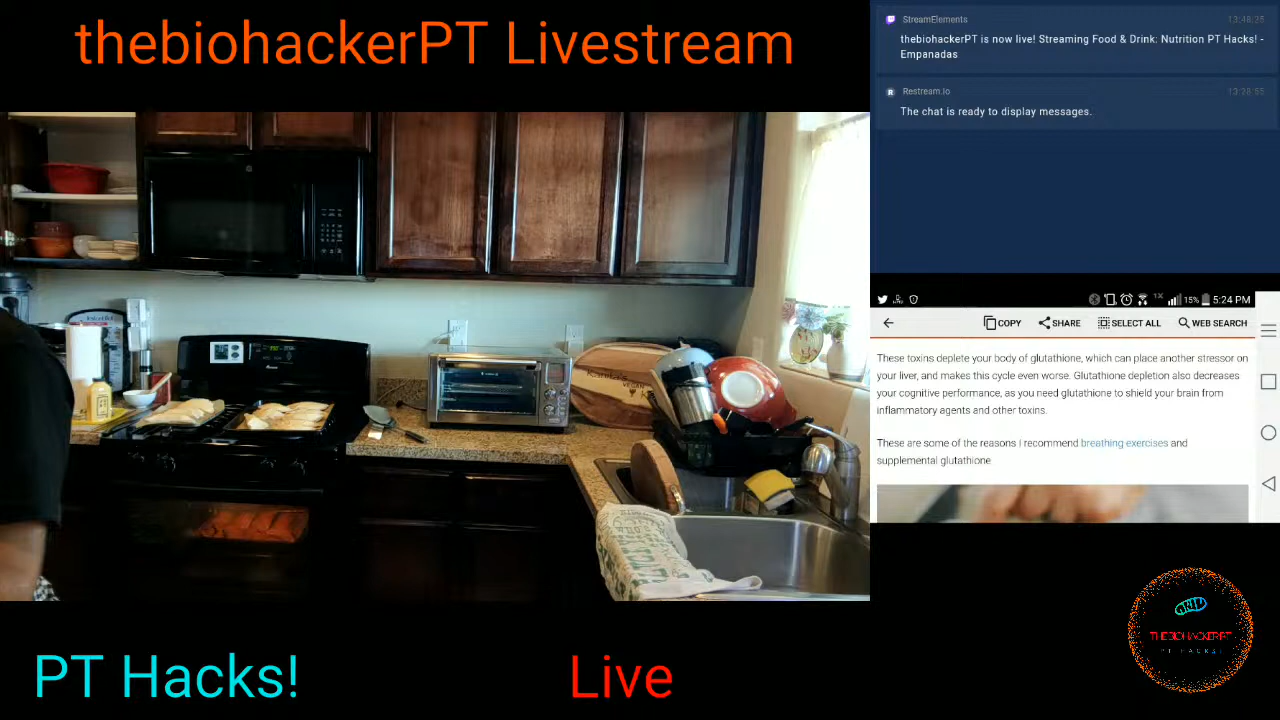 thebiohackerPT Livestream
StreamElements
13:48:25
thebiohackerPT is now live! Streaming Food & Drink: Nutrition PT Hacks! -
Empanadas
Restream.io
13:28:55
The chat is ready to display messages.
1X
15%
5:24 PM
COPY
SHARE
SELECT ALL
WEB SEARCH
These toxins deplete your body of glutathione, which can place another stressor on
your liver, and makes this cycle even worse. Glutathione depletion also decreases
your cognitive performance, as you need glutathione to shield your brain from
inflammatory agents and other toxins.
These are some of the reasons I recommend breathing exercises and
supplemental glutathione
VEGAN
THEBIOHACKERPT
PT HACKS!
PT Hacks!
Live